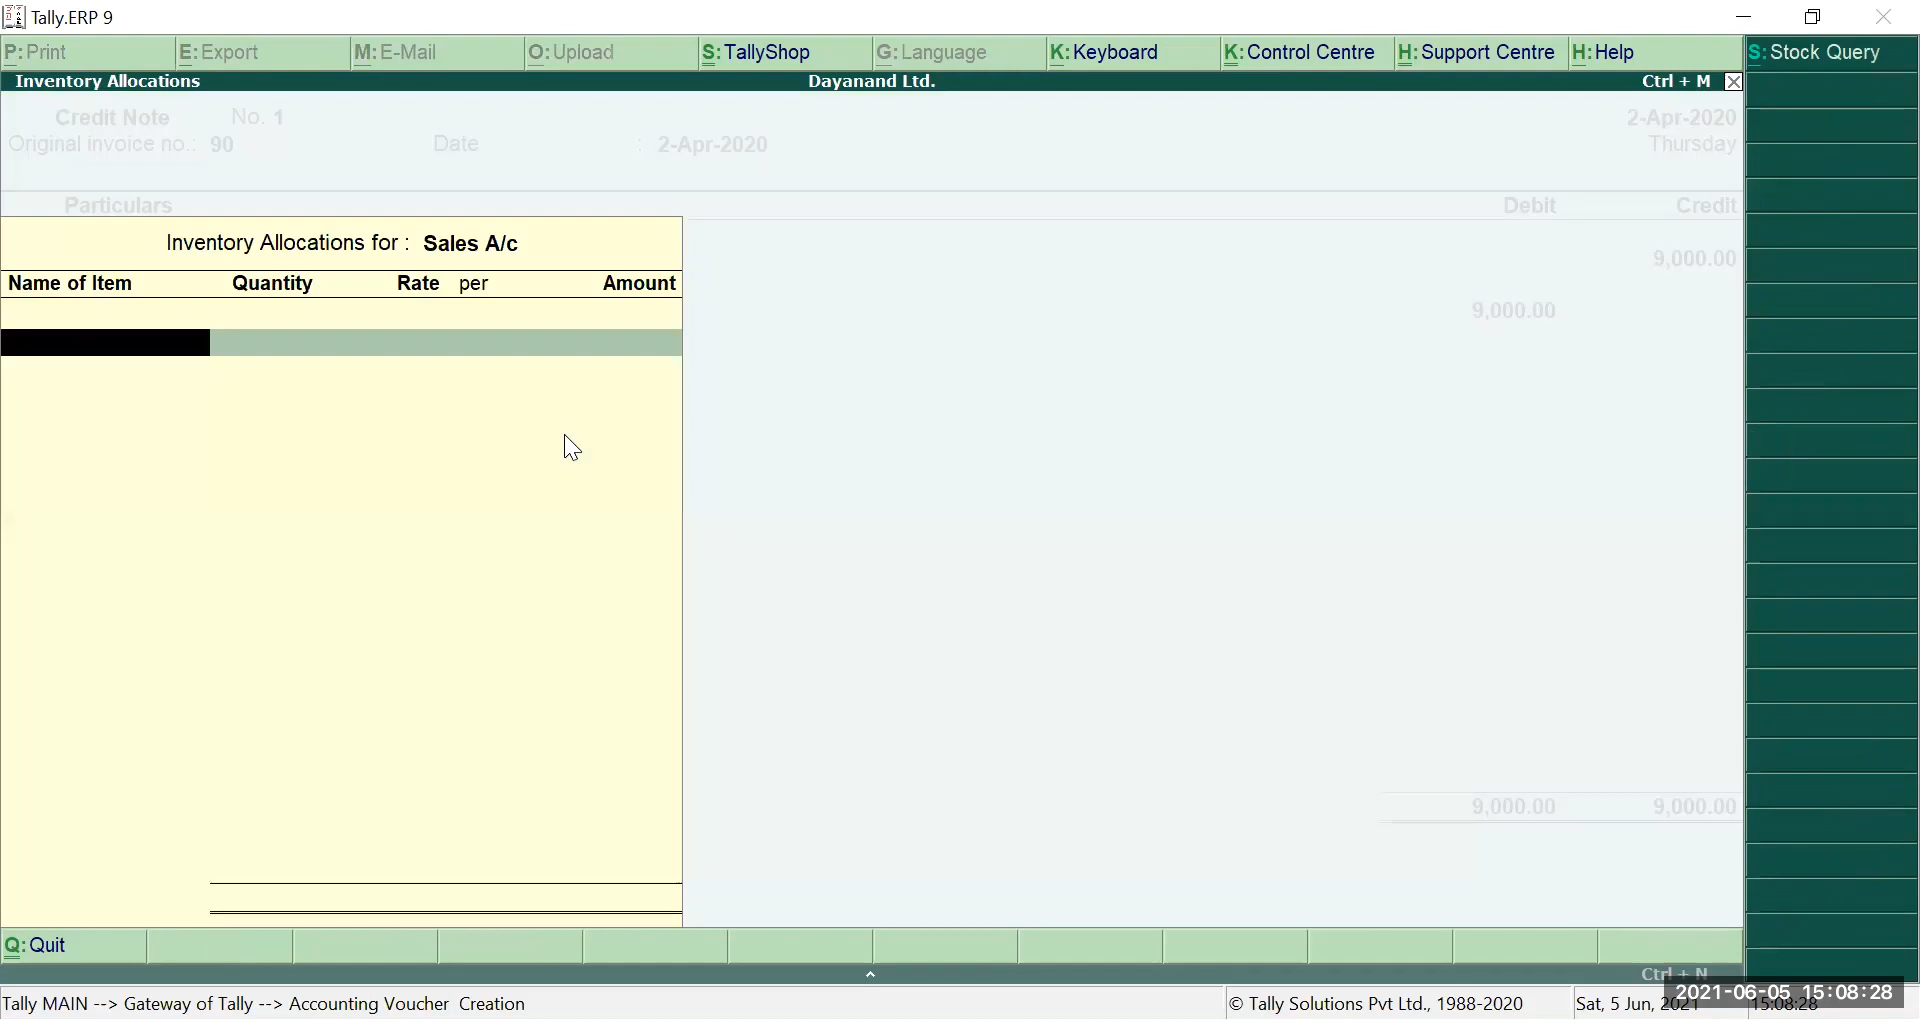 Tally.ERP 9
P: Print E: Export M: E-Mail O: Upload S: TallyShop G: Language K: Keyboard K: Control Centre H: Support Centre H: Help S: Stock Query
Inventory Allocations Dayanand Ltd. Ctrl + M
Credit Note No. 1 2-Apr-2020
Original invoice no.: 90 Date : 2-Apr-2020 Thursday
Particulars Debit Credit
Inventory Allocations for : Sales A/c
9,000.00
Name of Item Quantity Rate per Amount
9,000.00
9,000.00 9,000.00
Q: Quit
Ctrl + N
Tally MAIN --> Gateway of Tally --> Accounting Voucher Creation © Tally Solutions Pvt Ltd., 1988-2020 Sat, 5 Jun, 2021 15:08:28
2021-06-05 15:08:28